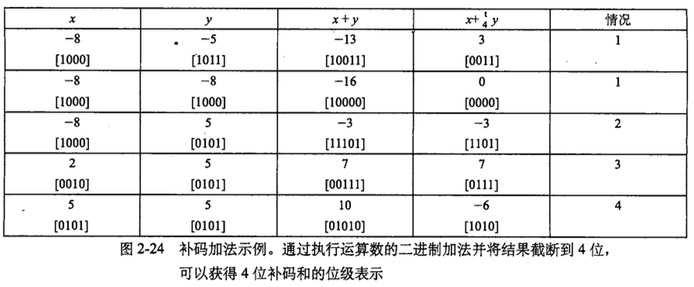 x y x+y x+ᵗ₄ y 情况
−8 −5 −13 3 1
[1000] [1011] [10011] [0011]
−8 −8 −16 0 1
[1000] [1000] [10000] [0000]
−8 5 −3 −3 2
[1000] [0101] [11101] [1101]
2 5 7 7 3
[0010] [0101] [00111] [0111]
5 5 10 −6 4
[0101] [0101] [01010] [1010]
图 2-24 补码加法示例。通过执行运算数的二进制加法并将结果截断到 4 位，
可以获得 4 位补码和的位级表示